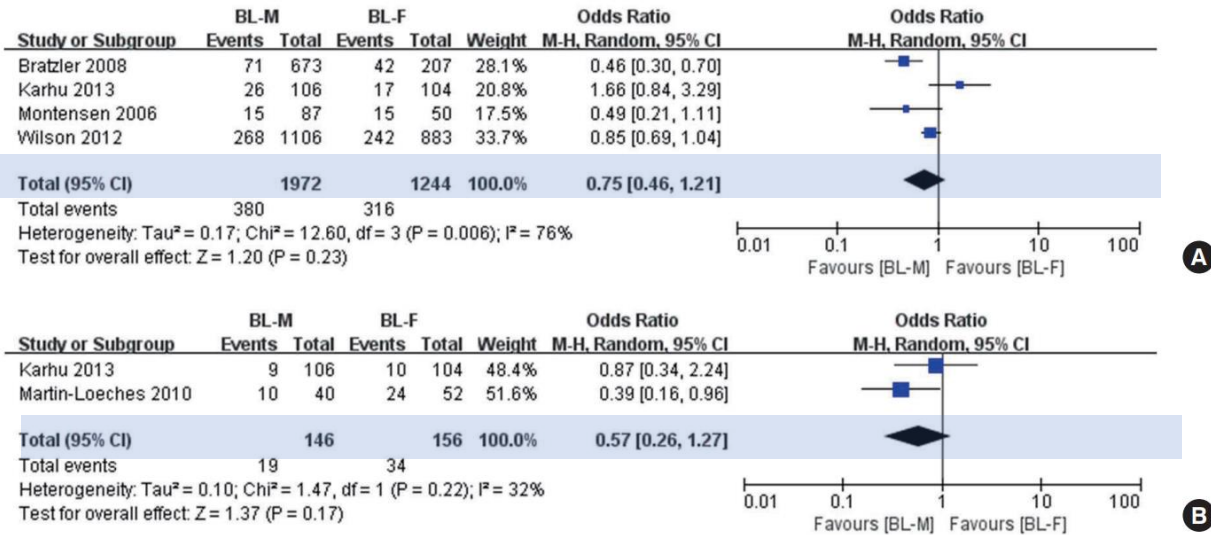 BL-M BL-F Odds Ratio Odds Ratio
Study or Subgroup Events Total Events Total Weight M-H, Random, 95% CI M-H, Random, 95% CI
Bratzler 2008 71 673 42 207 28.1% 0.46 [0.30, 0.70]
Karhu 2013 26 106 17 104 20.8% 1.66 [0.84, 3.29]
Montensen 2006 15 87 15 50 17.5% 0.49 [0.21, 1.11]
Wilson 2012 268 1106 242 883 33.7% 0.85 [0.69, 1.04]
Total (95% CI) 1972 1244 100.0% 0.75 [0.46, 1.21]
Total events 380 316
Heterogeneity: Tau² = 0.17; Chi² = 12.60, df = 3 (P = 0.006); I² = 76%
Test for overall effect: Z = 1.20 (P = 0.23)
0.01 0.1 1 10 100
Favours [BL-M] Favours [BL-F]
A
BL-M BL-F Odds Ratio Odds Ratio
Study or Subgroup Events Total Events Total Weight M-H, Random, 95% CI M-H, Random, 95% CI
Karhu 2013 9 106 10 104 48.4% 0.87 [0.34, 2.24]
Martin-Loeches 2010 10 40 24 52 51.6% 0.39 [0.16, 0.96]
Total (95% CI) 146 156 100.0% 0.57 [0.26, 1.27]
Total events 19 34
Heterogeneity: Tau² = 0.10; Chi² = 1.47, df = 1 (P = 0.22); I² = 32%
Test for overall effect: Z = 1.37 (P = 0.17)
0.01 0.1 1 10 100
Favours [BL-M] Favours [BL-F]
B